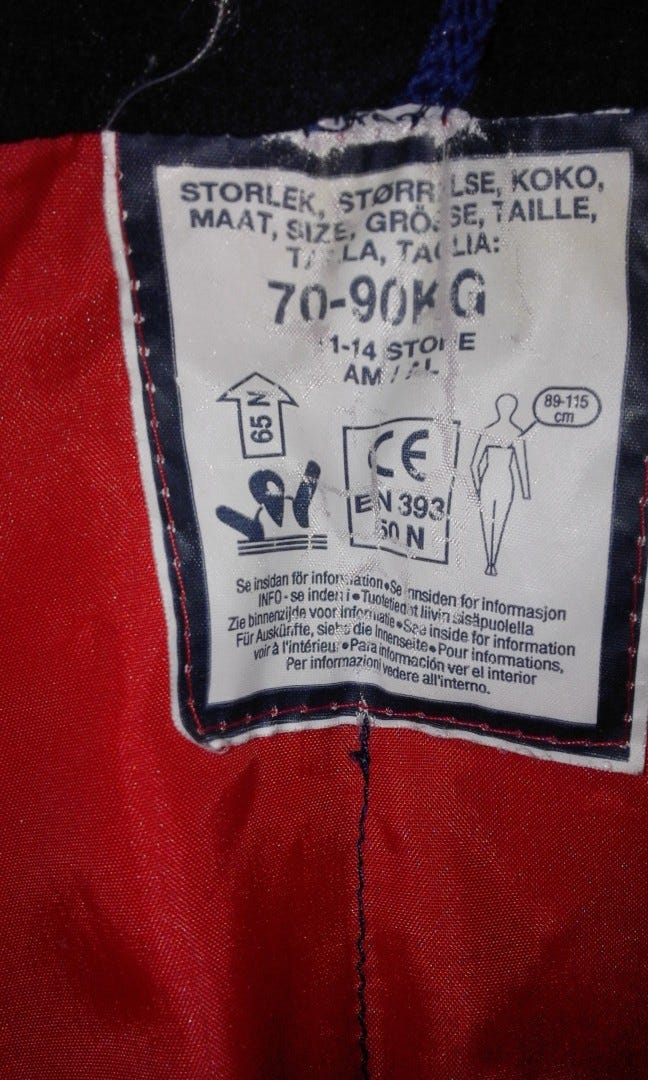 STORLEK, STØRRELSE, KOKO,
MAAT, SIZE, GRÖSSE, TAILLE,
TALLA, TAGLIA:
70-90KG
11-14 STONE
AM / AL
65 N
89-115
cm
CE
EN 393
50 N
Se insidan för information • Se innsiden for informasjon
INFO - se inderi • Tuotetiedot liivin sisäpuolella
Zie binnenzijde voor informatie • See inside for information
Für Auskünfte, siehe die Innenseite • Pour informations,
voir à l'intérieur • Para información ver el interior
Per informazioni vedere all'interno.